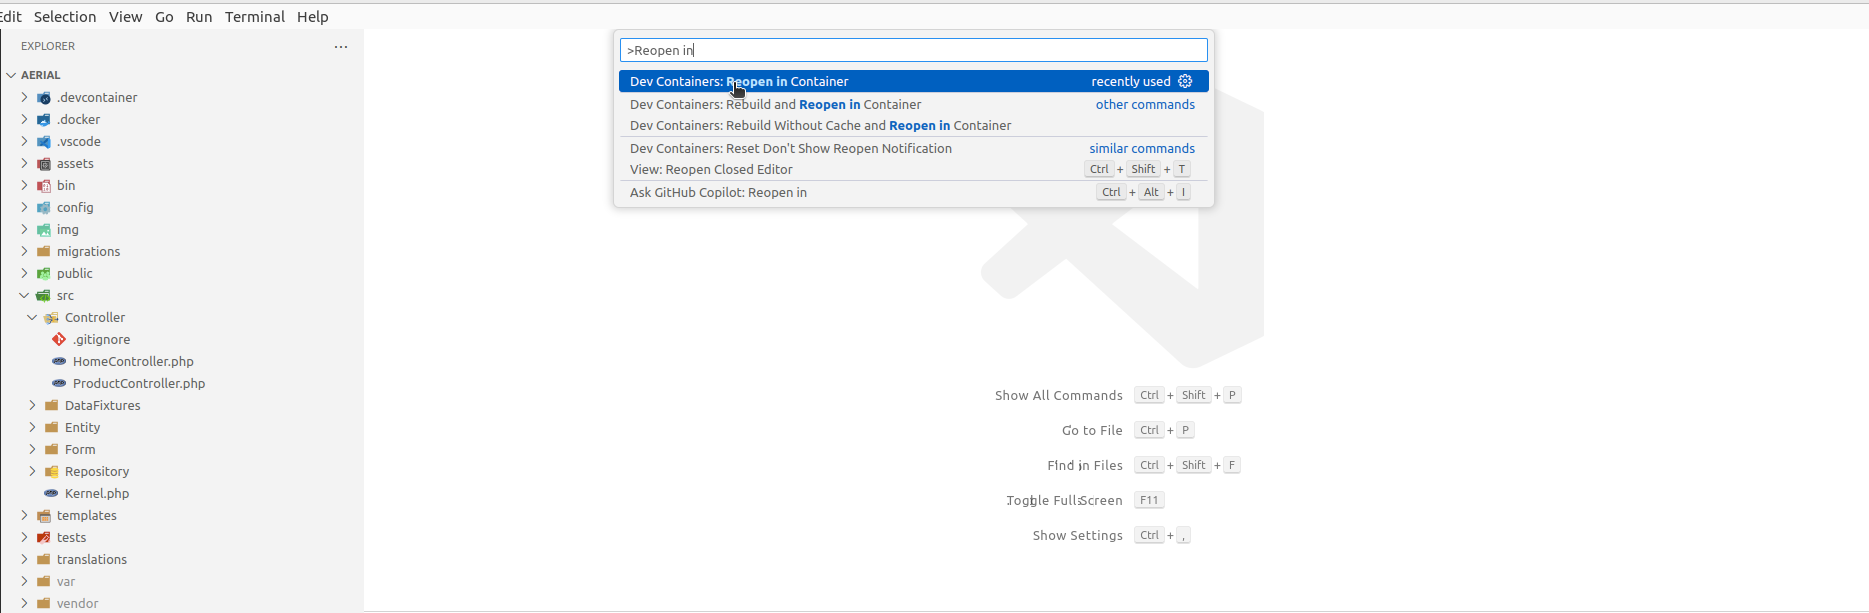 Edit Selection View Go Run Terminal Help
EXPLORER
AERIAL
.devcontainer
.docker
.vscode
assets
bin
config
img
migrations
public
src
Controller
.gitignore
HomeController.php
ProductController.php
DataFixtures
Entity
Form
Repository
Kernel.php
templates
tests
translations
var
vendor
>Reopen in
Dev Containers: Reopen in Container recently used
Dev Containers: Rebuild and Reopen in Container other commands
Dev Containers: Rebuild Without Cache and Reopen in Container
Dev Containers: Reset Don't Show Reopen Notification similar commands
View: Reopen Closed Editor Ctrl + Shift + T
Ask GitHub Copilot: Reopen in Ctrl + Alt + I
Show All Commands Ctrl + Shift + P
Go to File Ctrl + P
Find in Files Ctrl + Shift + F
Toggle Full Screen F11
Show Settings Ctrl + ,